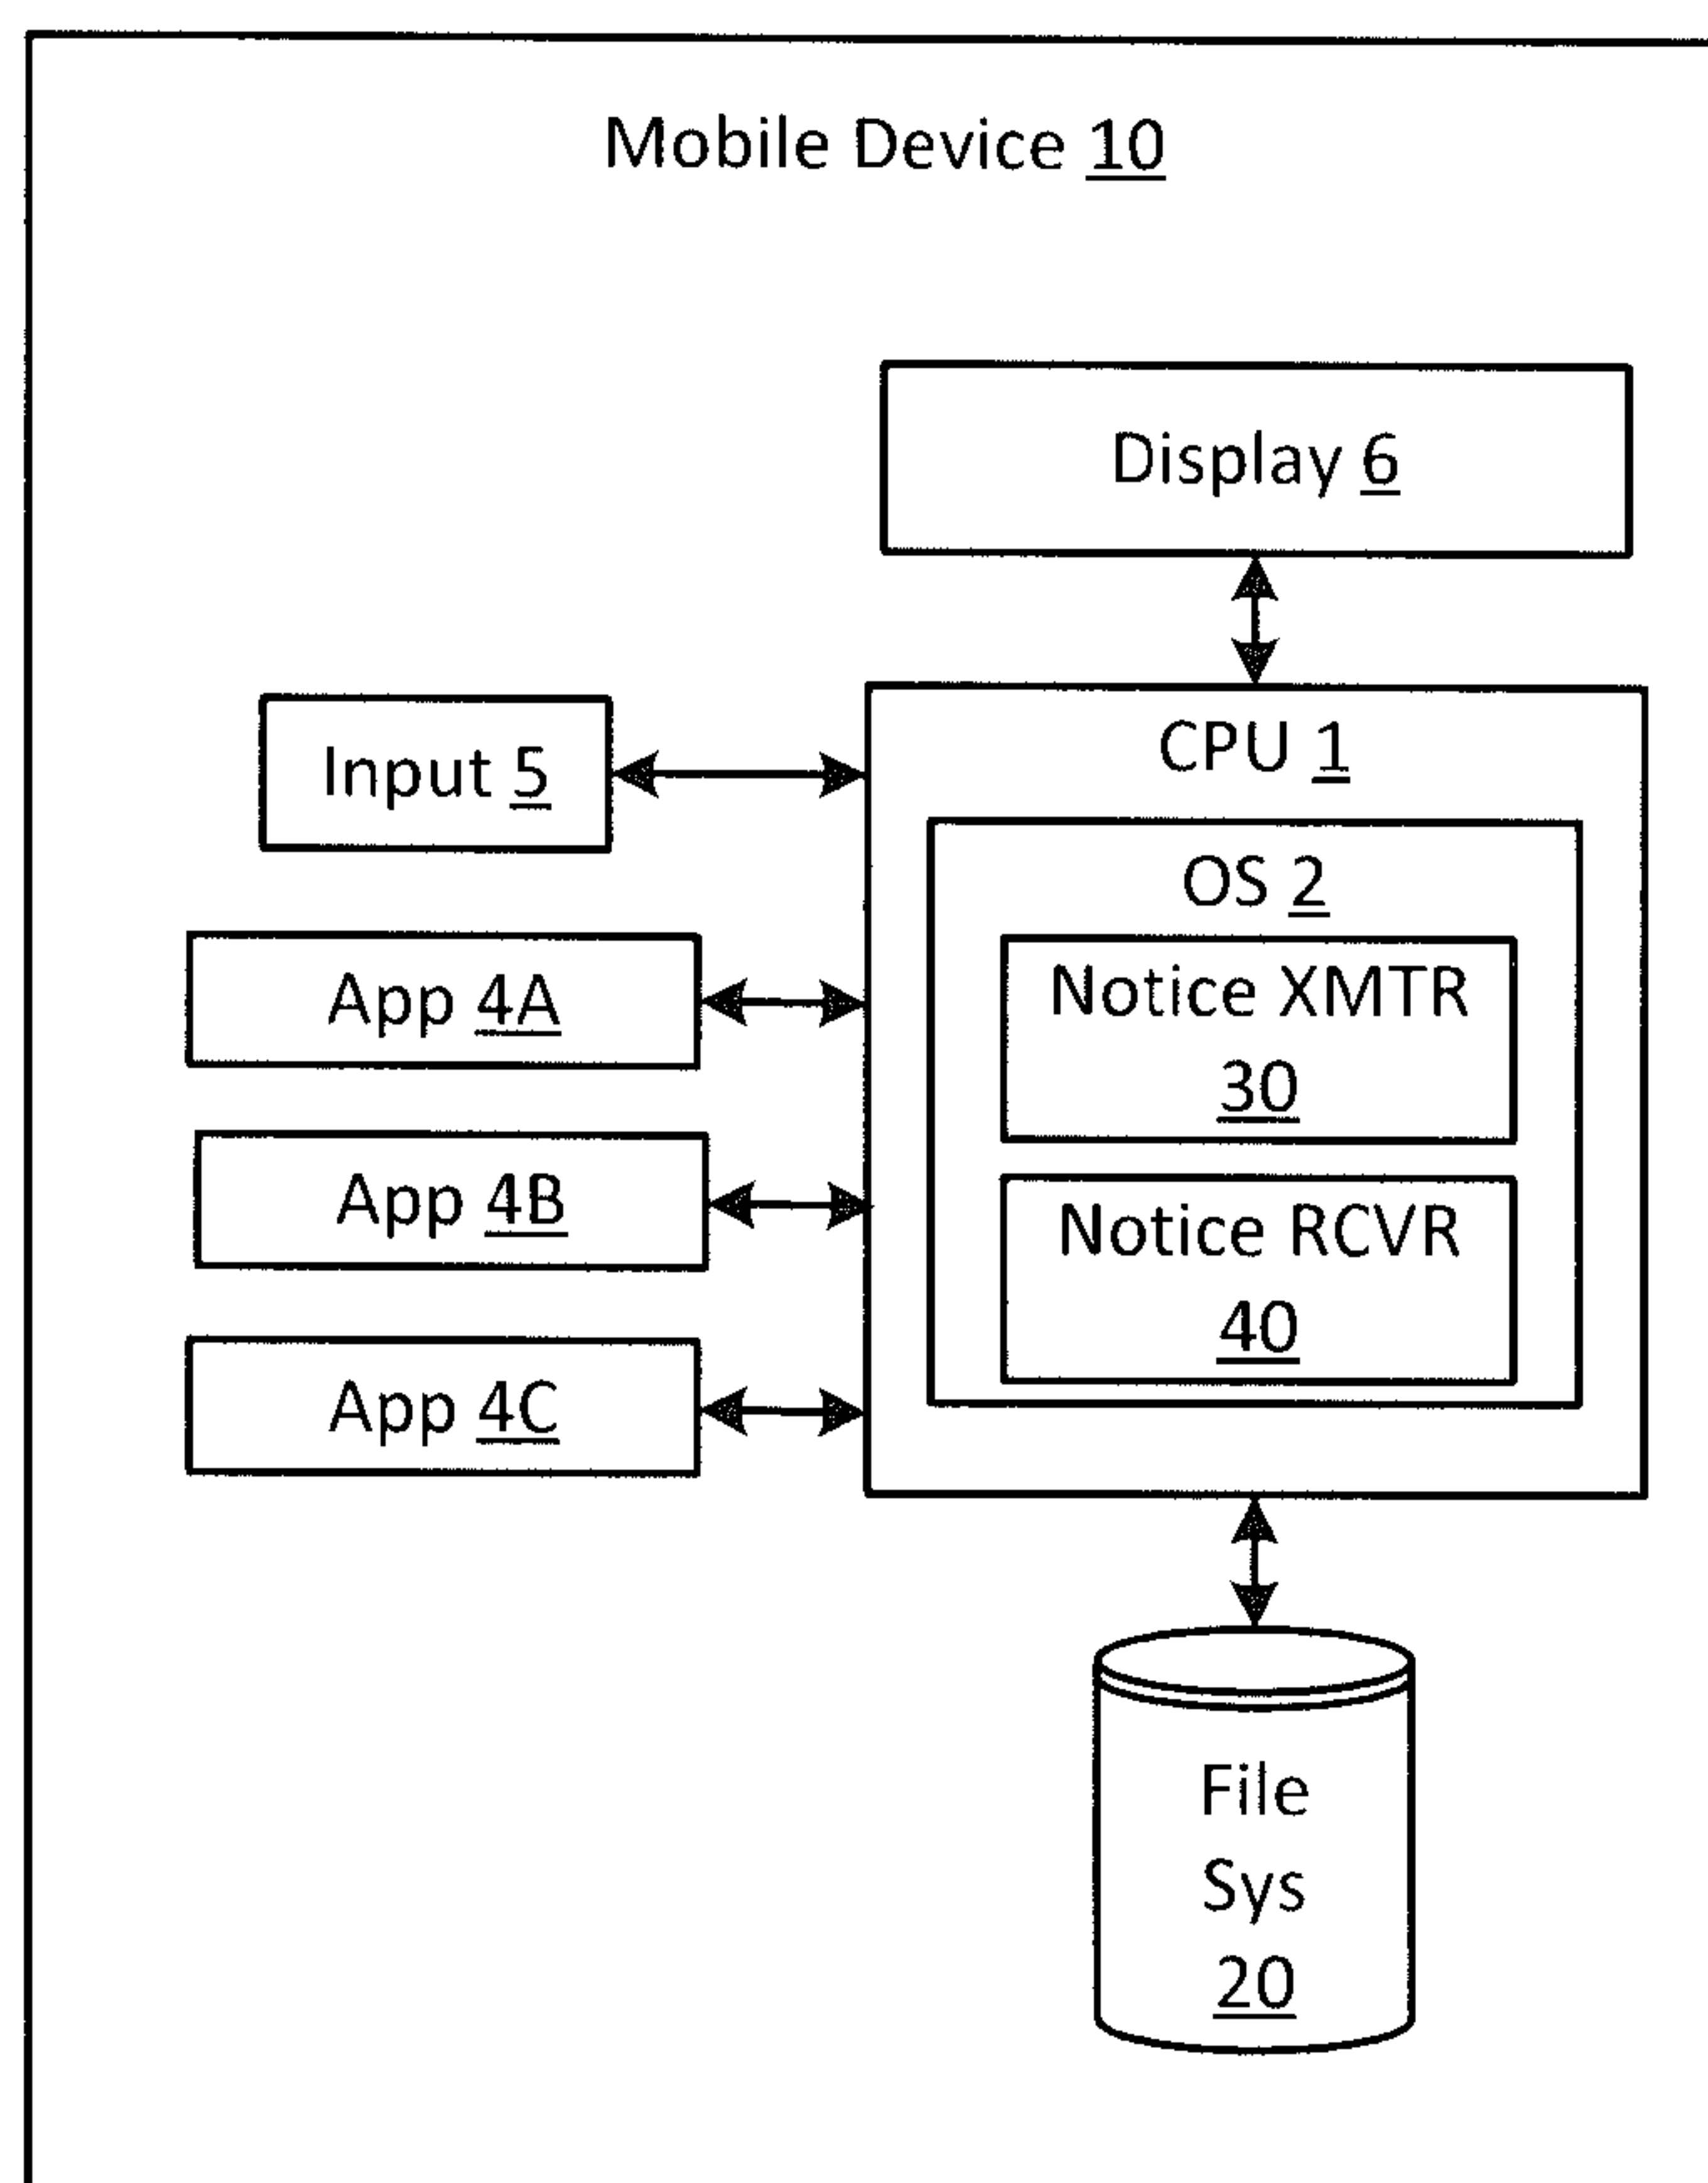 Mobile Device 10
Display 6
Input 5
CPU 1
OS 2
Notice XMTR
30
App 4A
App 4B
Notice RCVR
40
App 4C
File
Sys
20